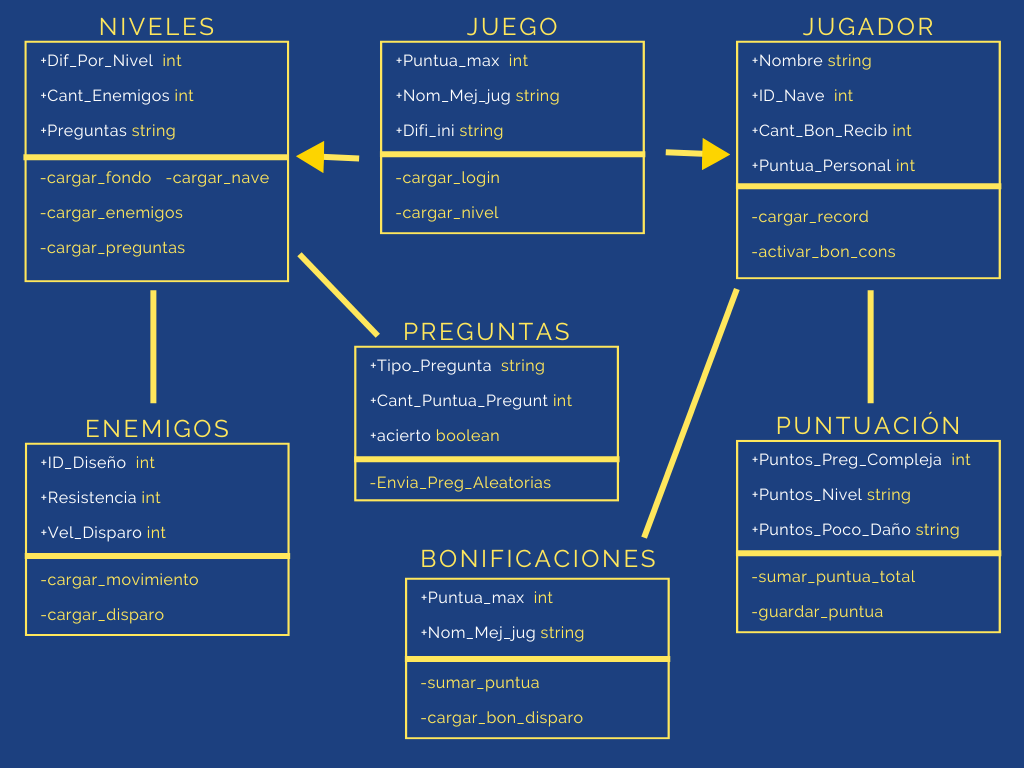 NIVELES
+Dif_Por_Nivel int
+Cant_Enemigos int
+Preguntas string
-cargar_fondo -cargar_nave
-cargar_enemigos
-cargar_preguntas
JUEGO
+Puntua_max int
+Nom_Mej_jug string
+Difi_ini string
-cargar_login
-cargar_nivel
JUGADOR
+Nombre string
+ID_Nave int
+Cant_Bon_Recib int
+Puntua_Personal int
-cargar_record
-activar_bon_cons
PREGUNTAS
+Tipo_Pregunta string
+Cant_Puntua_Pregunt int
+acierto boolean
-Envia_Preg_Aleatorias
ENEMIGOS
+ID_Diseño int
+Resistencia int
+Vel_Disparo int
-cargar_movimiento
-cargar_disparo
PUNTUACIÓN
+Puntos_Preg_Compleja int
+Puntos_Nivel string
+Puntos_Poco_Daño string
-sumar_puntua_total
-guardar_puntua
BONIFICACIONES
+Puntua_max int
+Nom_Mej_jug string
-sumar_puntua
-cargar_bon_disparo